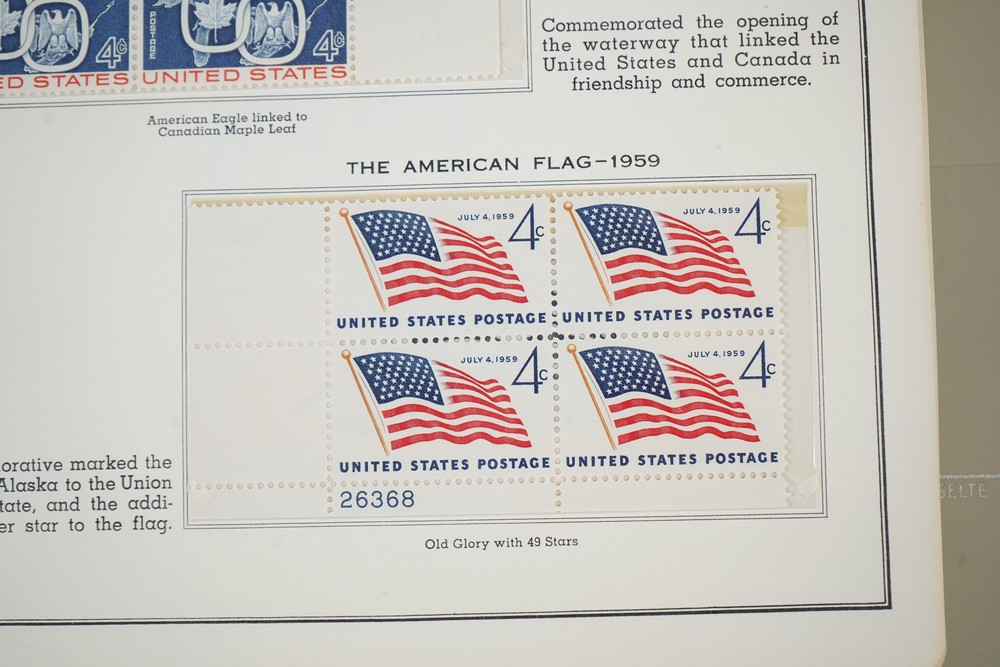 POSTAGE
4¢
4¢
ED STATES
UNITED STATES
American Eagle linked to
Canadian Maple Leaf
Commemorated the opening of
the waterway that linked the
United States and Canada in
friendship and commerce.
THE AMERICAN FLAG-1959
JULY 4, 1959
4c
UNITED STATES POSTAGE
JULY 4, 1959
4c
UNITED STATES POSTAGE
JULY 4, 1959
4c
UNITED STATES POSTAGE
JULY 4, 1959
4c
UNITED STATES POSTAGE
26368
Old Glory with 49 Stars
orative marked the
Alaska to the Union
tate, and the addi-
er star to the flag.